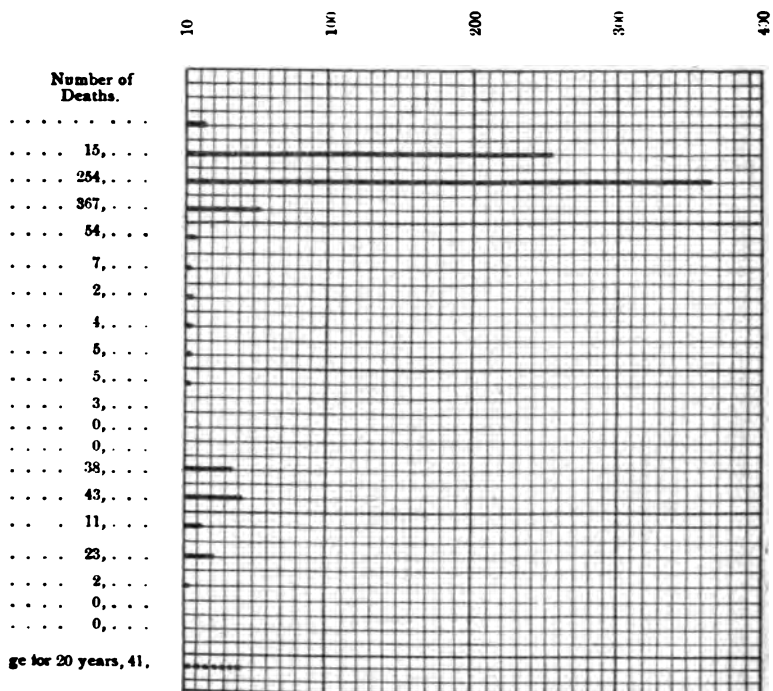 10 100 200 300 400
Number of
Deaths.
. . . . . . . . .
. . . . 15, . . .
. . . . 254, . . .
. . . . 367, . . .
. . . . 54, . . .
. . . . 7, . . .
. . . . 2, . . .
. . . . 4, . . .
. . . . 5, . . .
. . . . 5, . . .
. . . . 3, . . .
. . . . 0, . . .
. . . . 0, . . .
. . . . 38, . . .
. . . . 43, . . .
. . . . 11, . . .
. . . . 23, . . .
. . . . 2, . . .
. . . . 0, . . .
. . . . 0, . . .
ge for 20 years, 41,